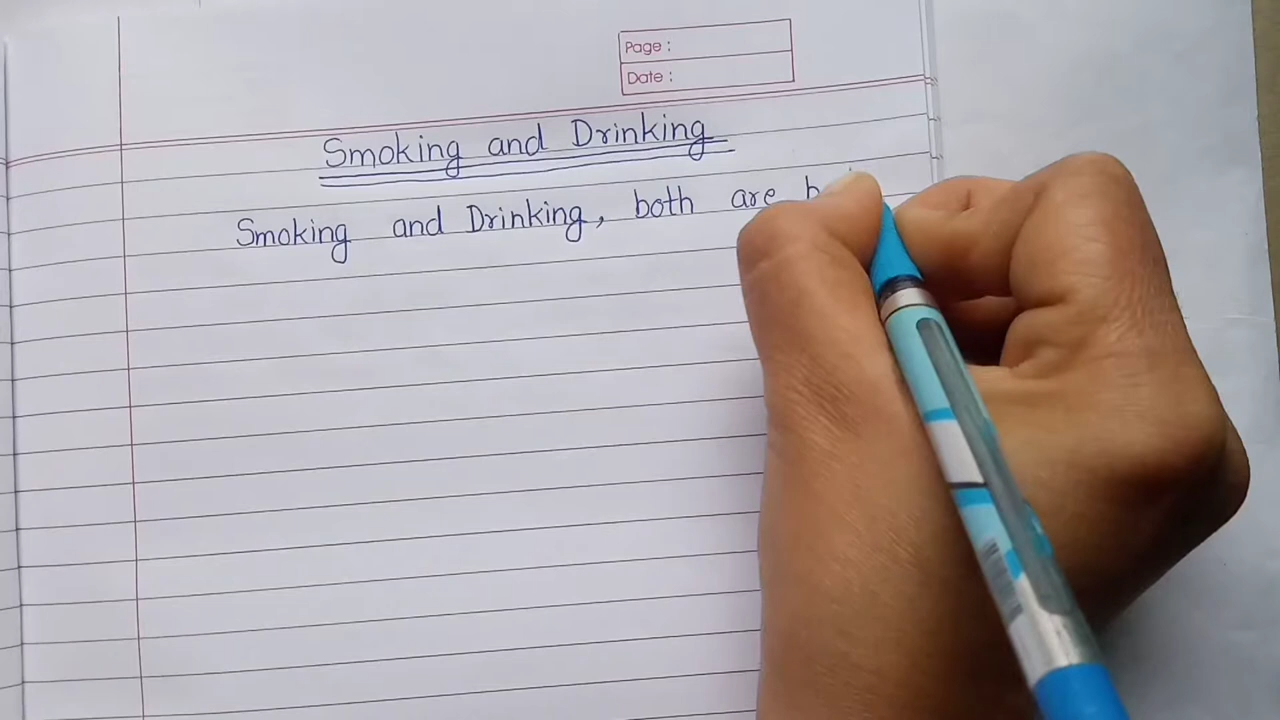 Page :
Date :
Smoking and Drinking
Smoking and Drinking, both are